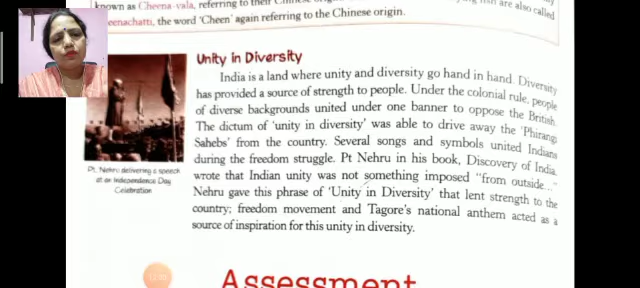 known as Cheena vala, referring to their Chinese
are also called
Cheenachatti, the word 'Cheen' again referring to the Chinese origin.
Unity in Diversity
India is a land where unity and diversity go hand in hand. Diversity
has provided a source of strength to people. Under the colonial rule, people
of diverse backgrounds united under one banner to oppose the British.
The dictum of 'unity in diversity' was able to drive away the 'Phirangi
Sahebs' from the country. Several songs and symbols united Indians
during the freedom struggle. Pt Nehru in his book, Discovery of India
wrote that Indian unity was not something imposed "from outside..."
Nehru gave this phrase of 'Unity in Diversity' that lent strength to the
country; freedom movement and Tagore's national anthem acted as a
source of inspiration for this unity in diversity.
Pt. Nehru delivering a speech
at an Independence Day
Celebration
Assessment